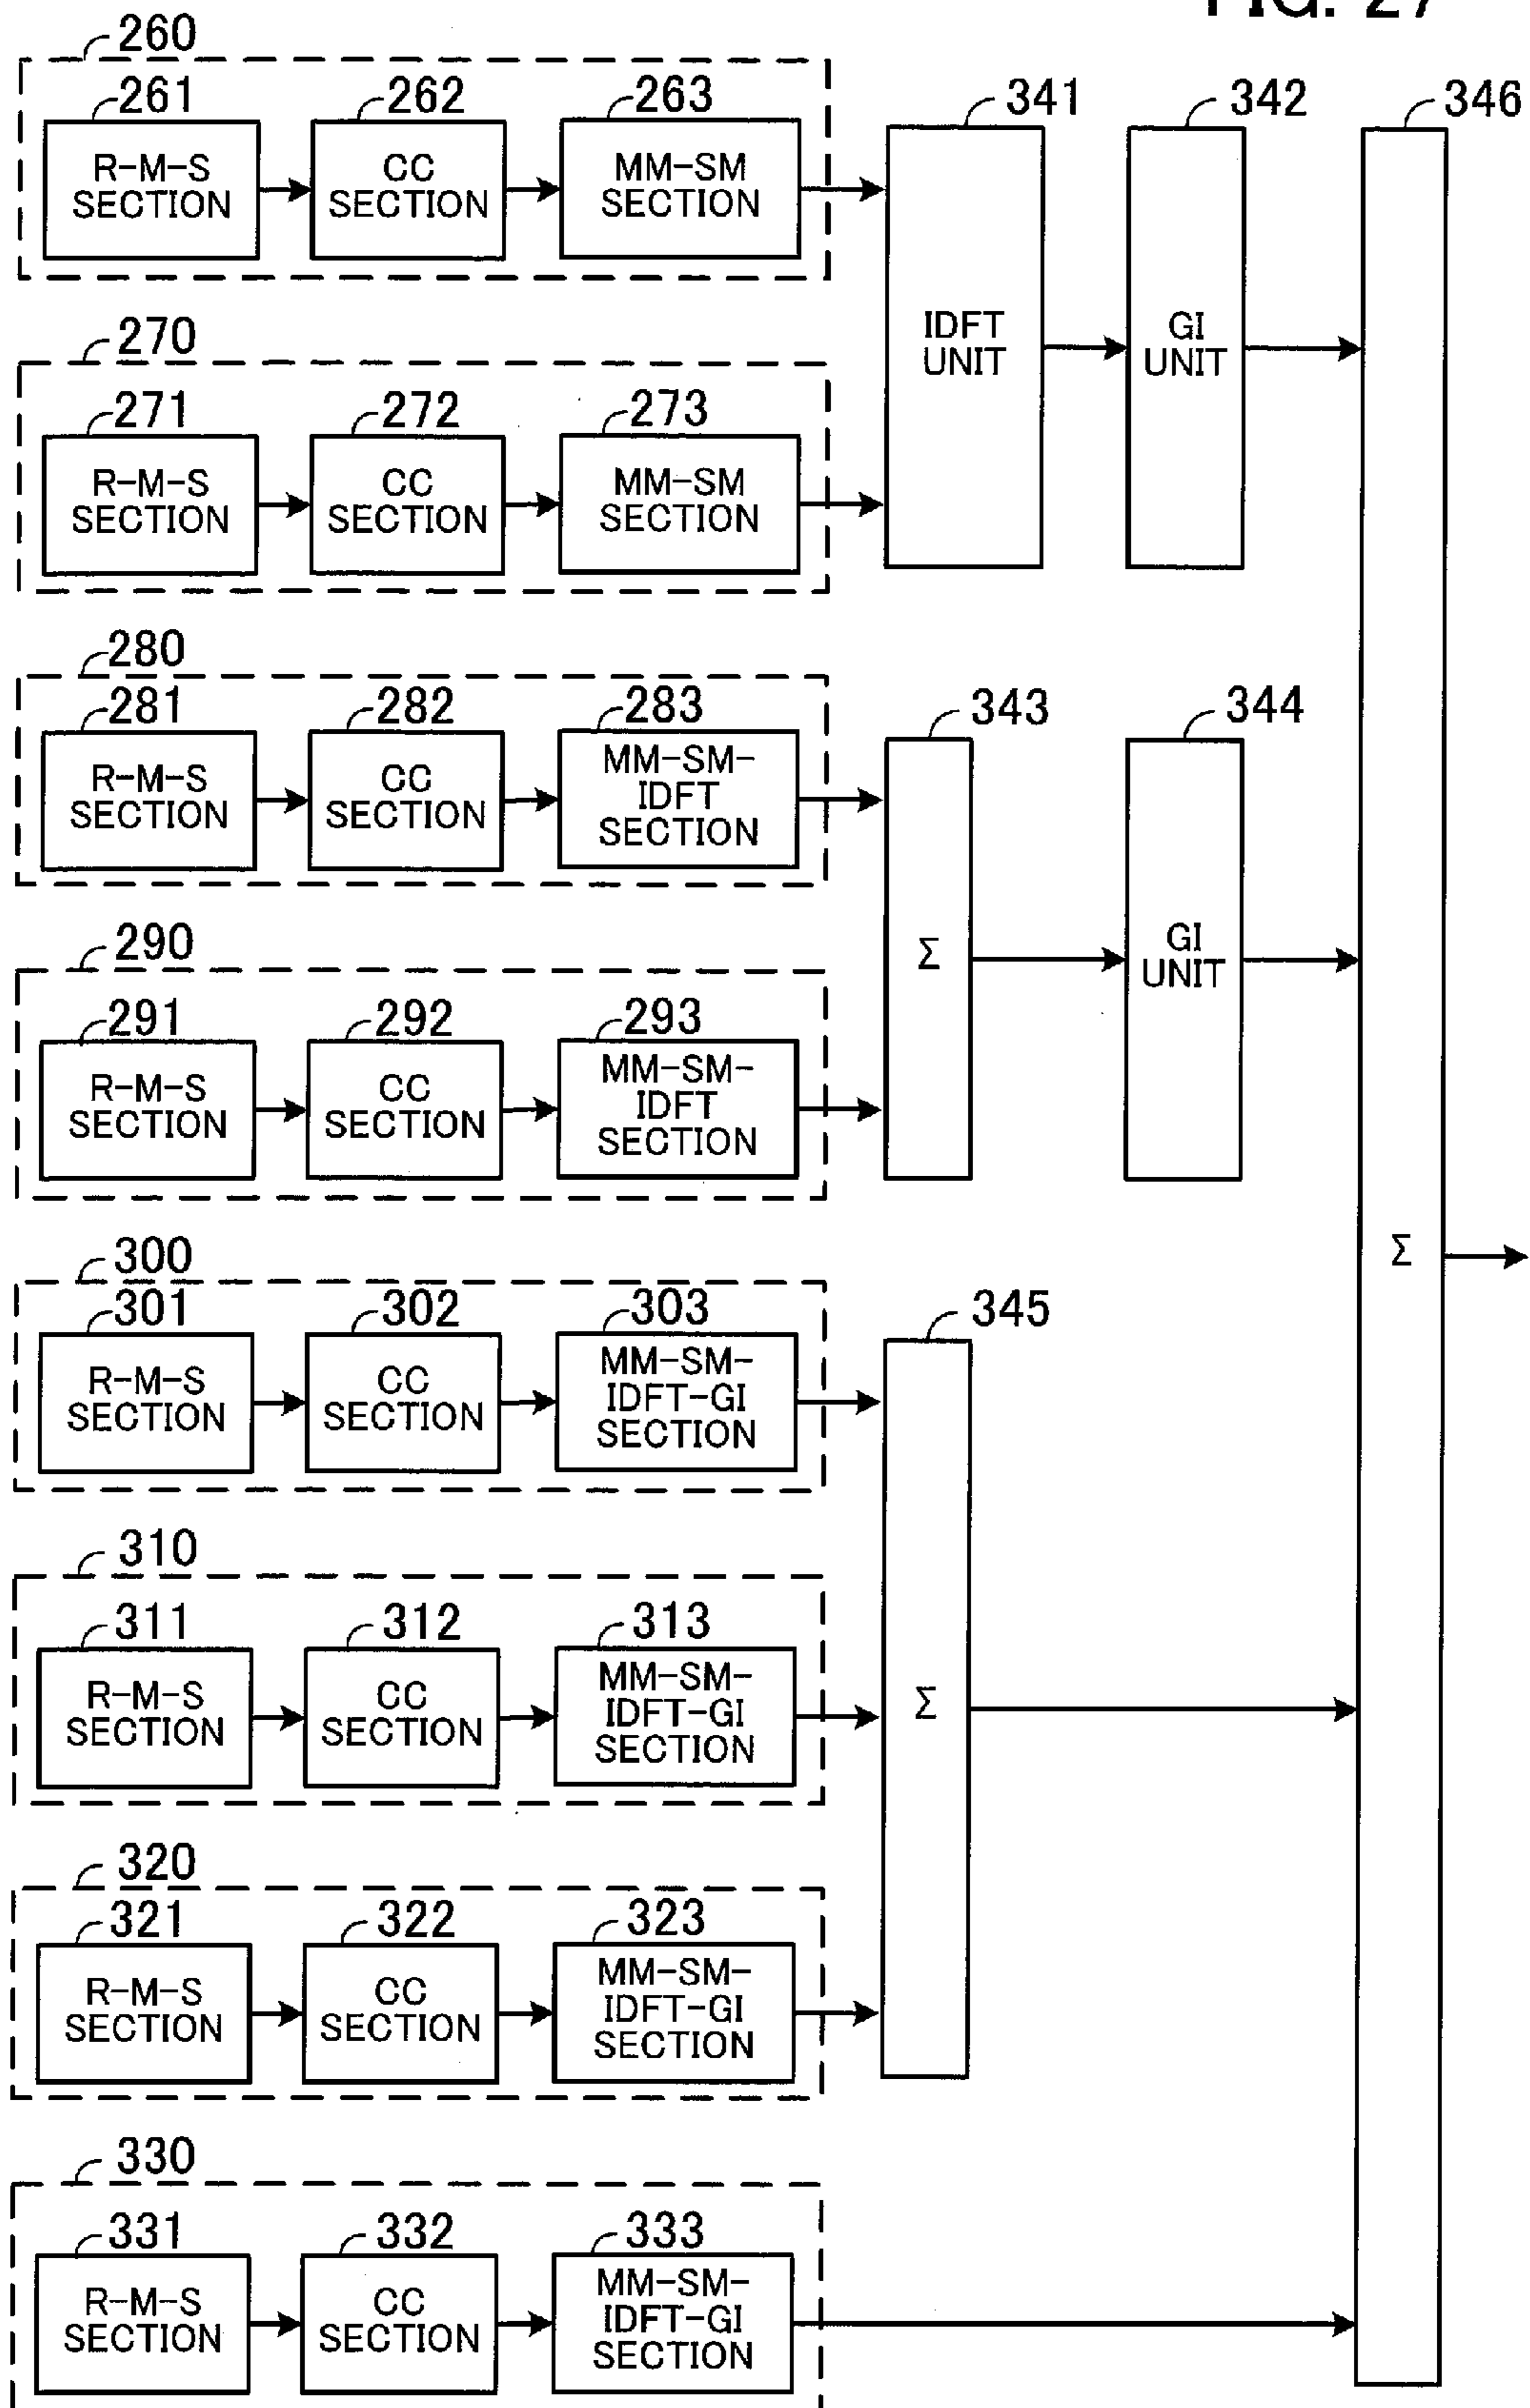 FIG. 27
260
261
262
263
341
342
346
R-M-S
SECTION
CC
SECTION
MM-SM
SECTION
IDFT
UNIT
GI
UNIT
270
271
272
273
R-M-S
SECTION
CC
SECTION
MM-SM
SECTION
280
281
282
283
343
344
R-M-S
SECTION
CC
SECTION
MM-SM-
IDFT
SECTION
Σ
GI
UNIT
290
291
292
293
R-M-S
SECTION
CC
SECTION
MM-SM-
IDFT
SECTION
Σ
300
301
302
303
345
R-M-S
SECTION
CC
SECTION
MM-SM-
IDFT-GI
SECTION
310
311
312
313
R-M-S
SECTION
CC
SECTION
MM-SM-
IDFT-GI
SECTION
Σ
320
321
322
323
R-M-S
SECTION
CC
SECTION
MM-SM-
IDFT-GI
SECTION
330
331
332
333
R-M-S
SECTION
CC
SECTION
MM-SM-
IDFT-GI
SECTION